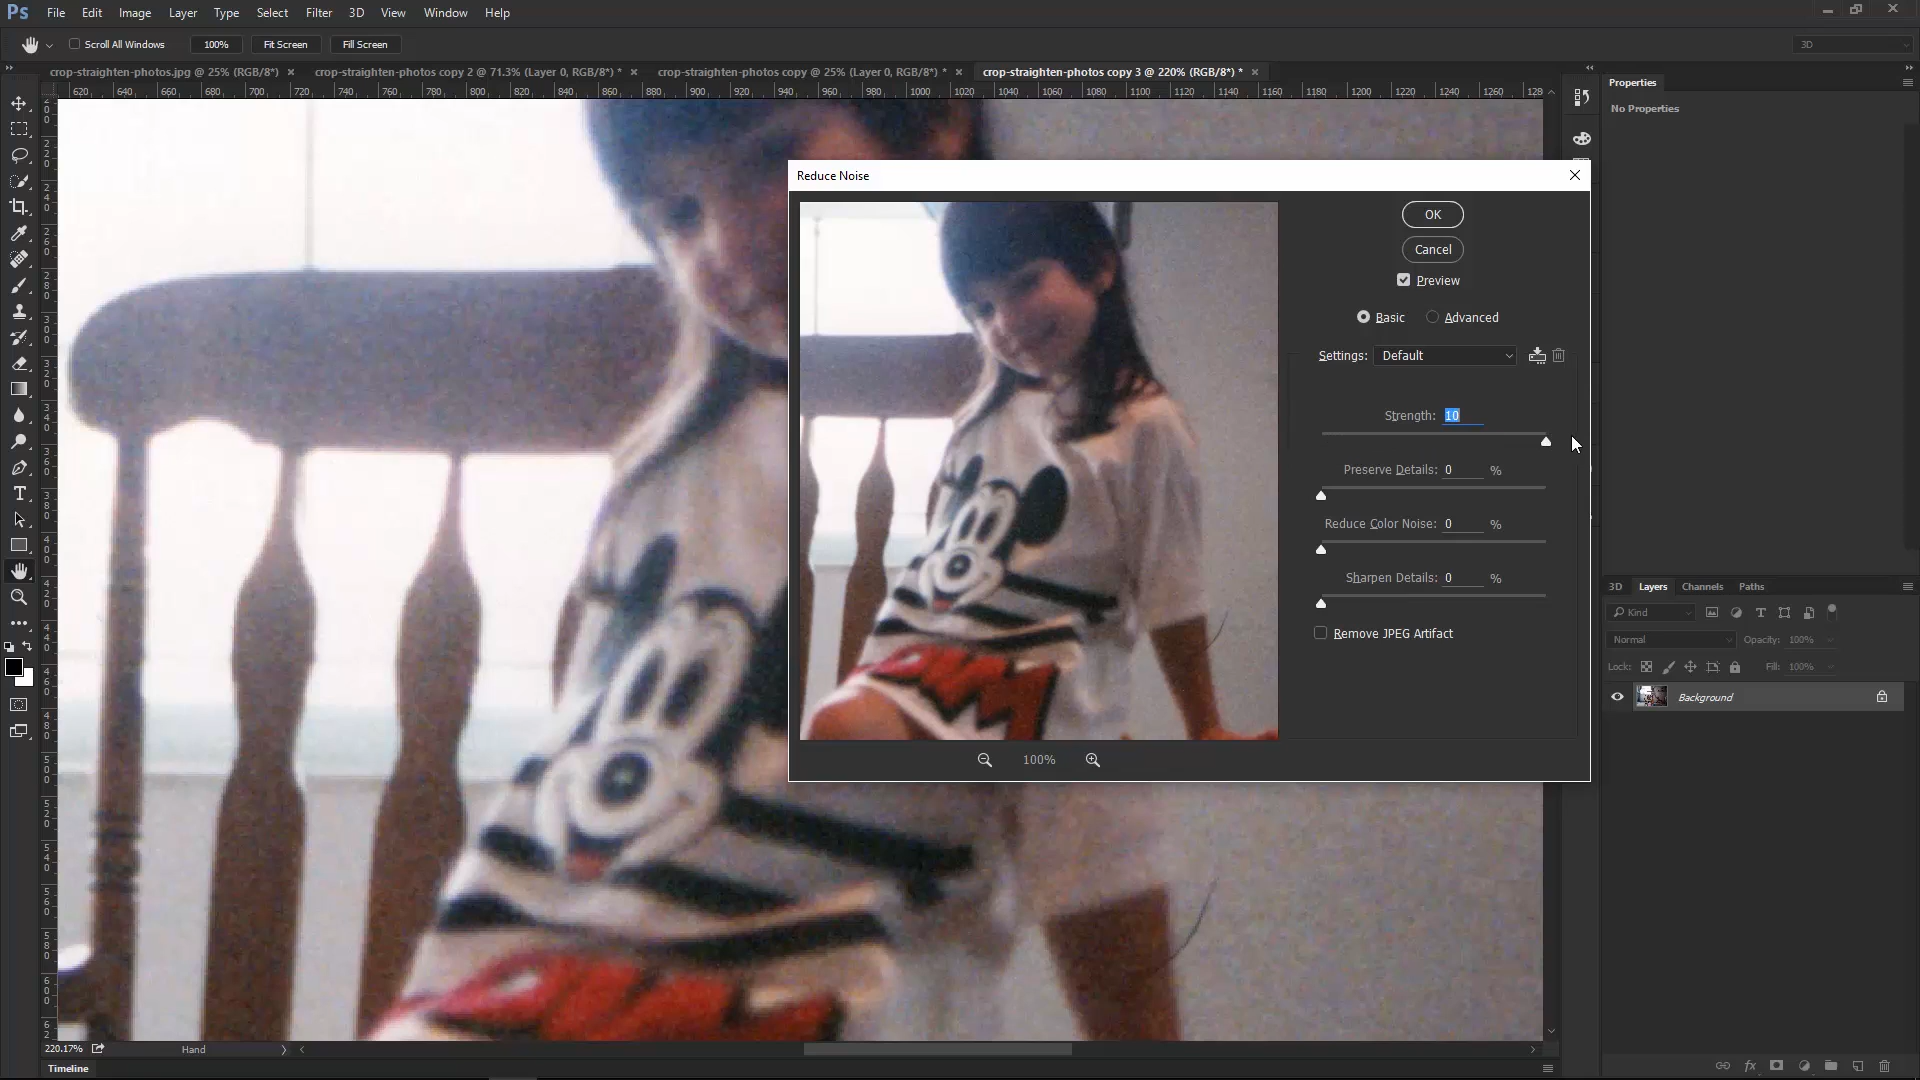 Ps File Edit Image Layer Type Select Filter 3D View Window Help
Scroll All Windows 100% Fit Screen Fill Screen 3D
crop-straighten-photos.jpg @ 25% (RGB/8*) × crop-straighten-photos copy 2 @ 71.3% (Layer 0, RGB/8*) * × crop-straighten-photos copy @ 25% (Layer 0, RGB/8*) * × crop-straighten-photos copy 3 @ 220% (RGB/8*) * ×
620 640 660 680 700 720 740 760 780 800 820 840 860 880 900 920 940 960 980 1000 1020 1040 1060 1080 1100 1120 1140 1160 1180 1200 1220 1240 1260 128
Properties
No Properties
Reduce Noise
OK
Cancel
Preview
Basic Advanced
Settings: Default
Strength: 10
Preserve Details: 0 %
Reduce Color Noise: 0 %
Sharpen Details: 0 %
Remove JPEG Artifact
100%
3D Layers Channels Paths
Kind
Normal Opacity: 100%
Lock: Fill: 100%
Background
220.17% Hand
Timeline